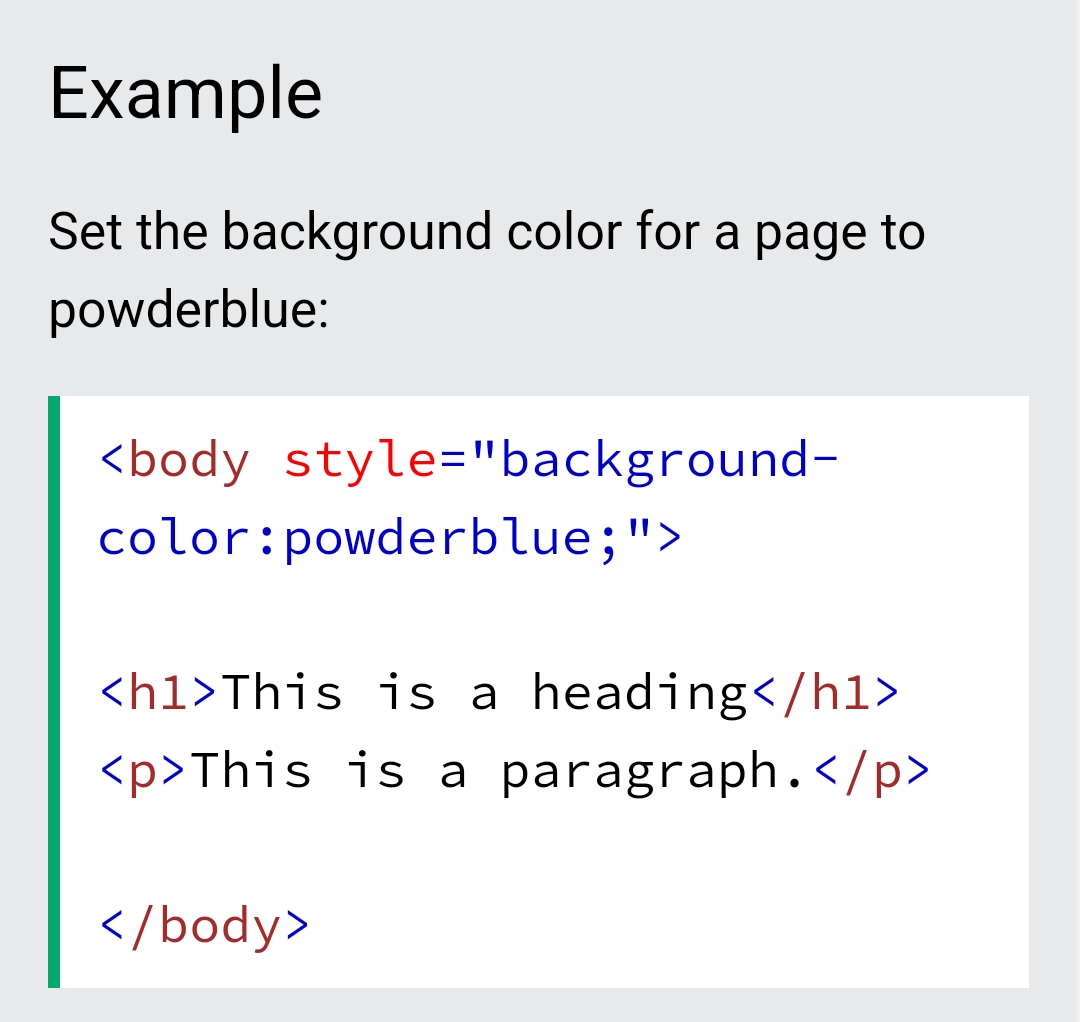 Example
Set the background color for a page to
powderblue:
<body style="background-
color:powderblue;">
<h1>This is a heading</h1>
<p>This is a paragraph.</p>
</body>